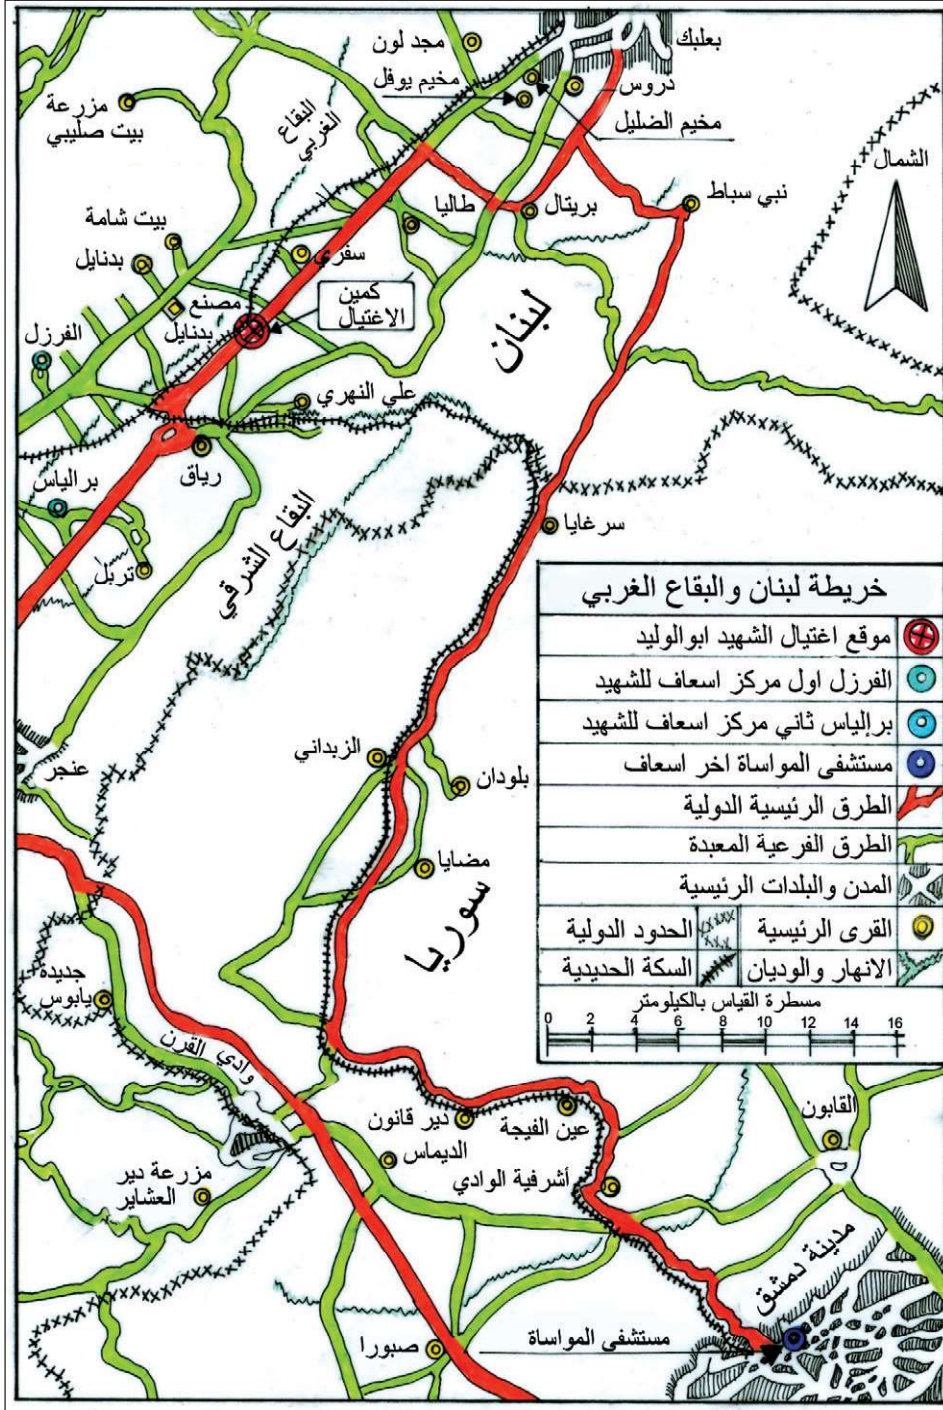 بعلبك
مجد لون
مخيم يوفل
دروس
مخيم الضليل
مزرعة
بيت صليبي
البقاع
الغربي
الشمال
نبي سباط
بريتال
طاليا
بيت شامة
بدنايل
سفري
مصنع
بدنايل
كمين
الاغتيال
لبنان
الفرزل
علي النهري
رياق
برالياس
تربل
البقاع الشرقي
سرغايا
خريطة لبنان والبقاع الغربي
موقع اغتيال الشهيد ابوالوليد
الفرزل اول مركز اسعاف للشهيد
برإلياس ثاني مركز اسعاف للشهيد
مستشفى المواساة اخر اسعاف
الطرق الرئيسية الدولية
الطرق الفرعية المعبدة
المدن والبلدات الرئيسية
القرى الرئيسية
الحدود الدولية
الانهار والوديان
السكة الحديدية
مسطرة القياس بالكيلومتر
0 2 4 6 8 10 12 14 16
الزبداني
بلودان
عنجر
مضايا
سوريا
جديدة
يابوس
وادي القرن
دير قانون
عين الفيجة
القابون
الديماس
أشرفية الوادي
مزرعة دير
العشاير
مدينة دمشق
مستشفى المواساة
صبورا